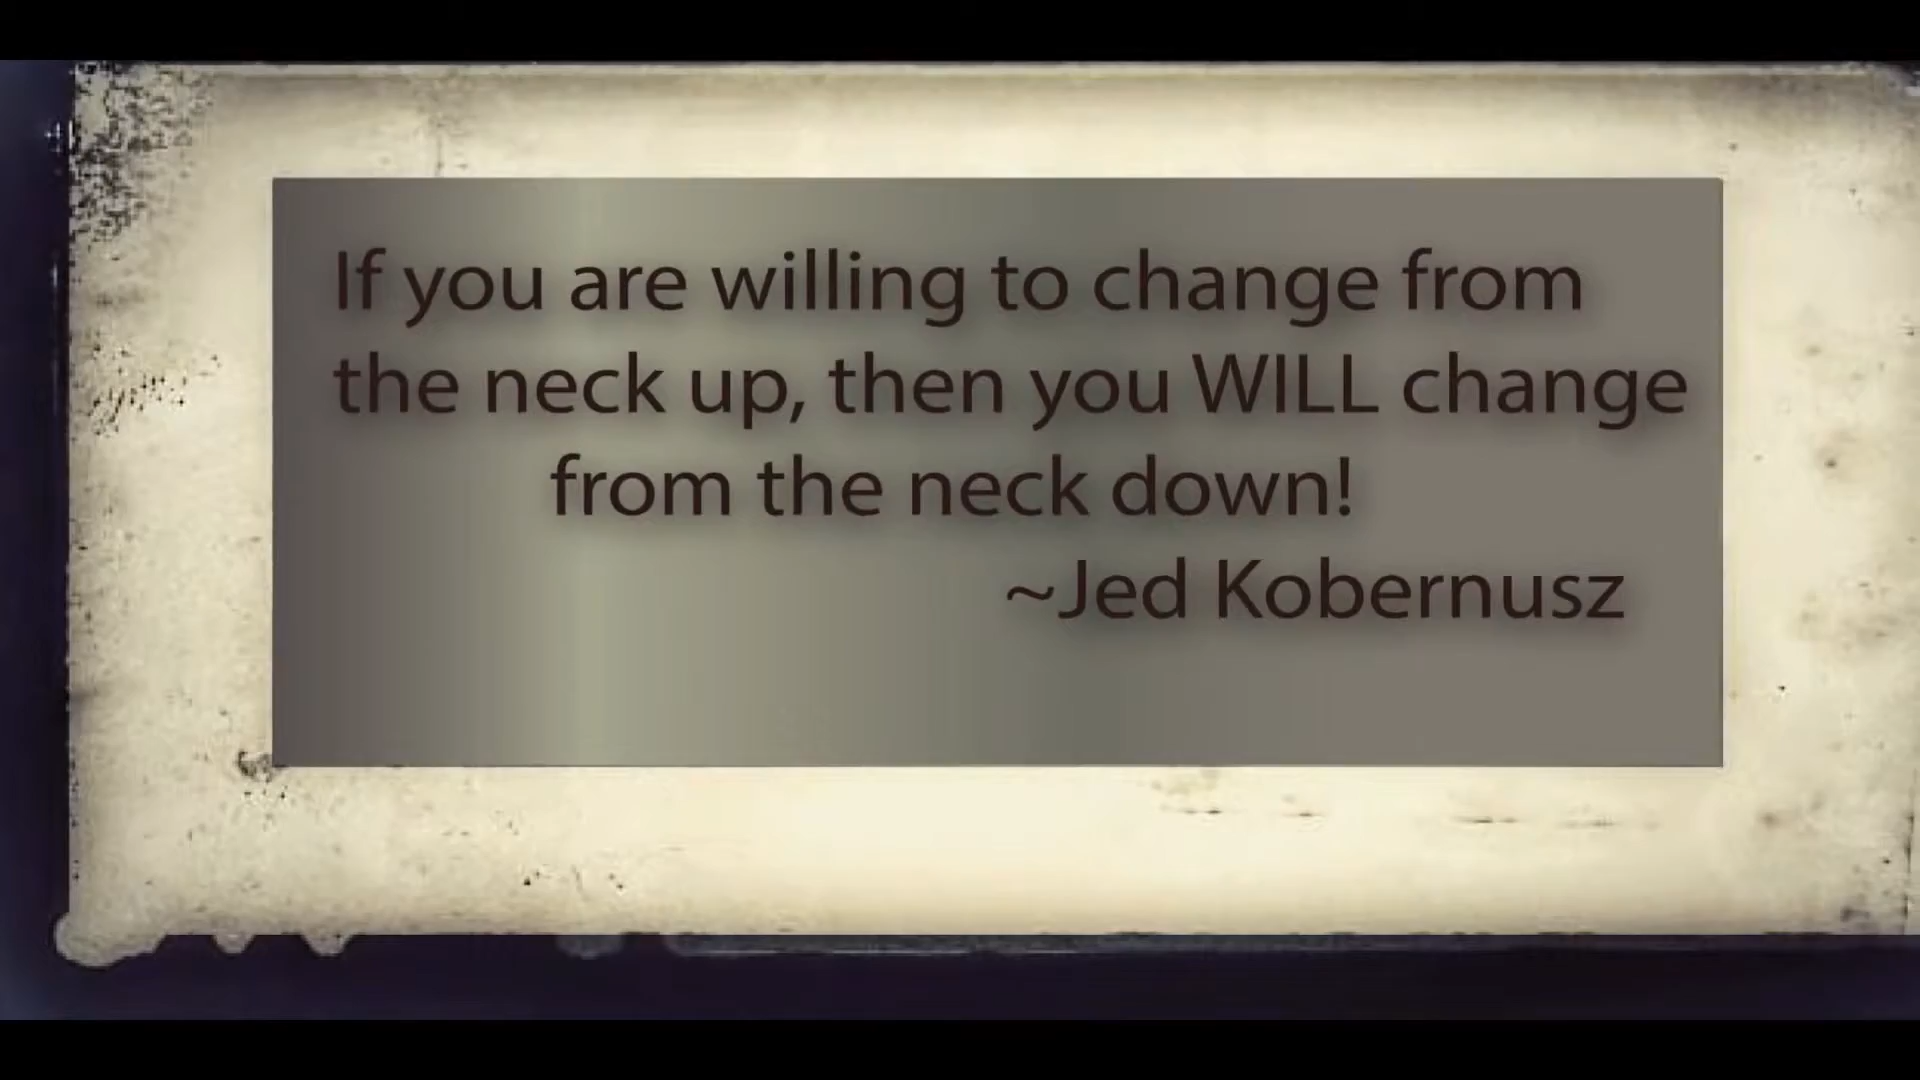 If you are willing to change from
the neck up, then you WILL change
from the neck down!
~Jed Kobernusz